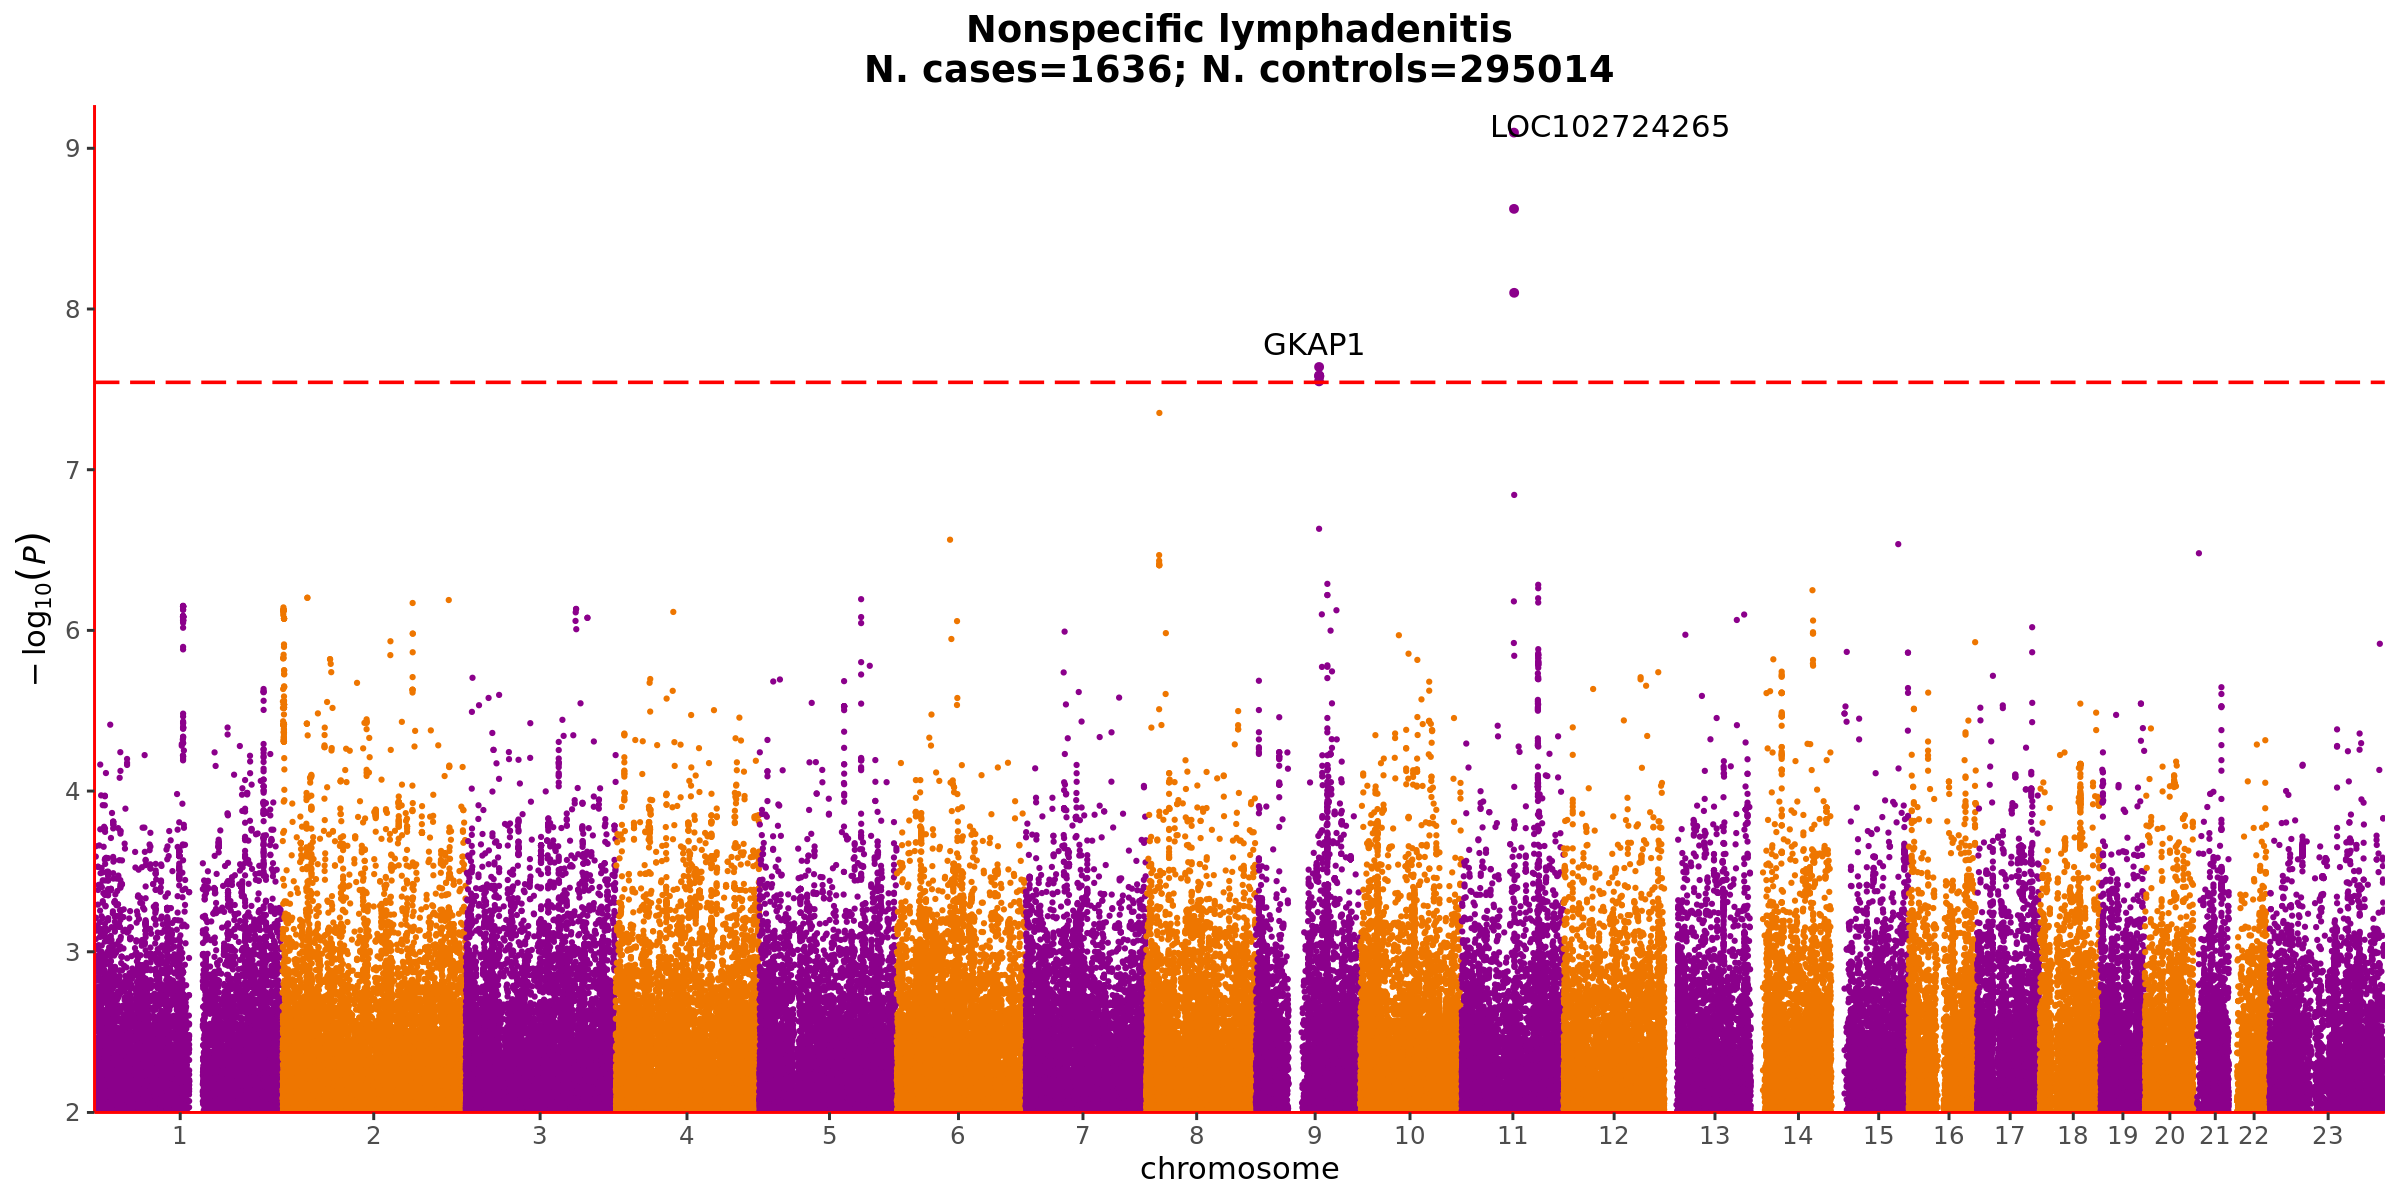 Nonspecific lymphadenitis
N. cases=1636; N. controls=295014
LOC102724265
9
8
GKAP1
7
−log10(P)
6
5
4
3
2
1 2 3 4 5 6 7 8 9 10 11 12 13 14 15 16 17 18 19 20 21 22 23
chromosome